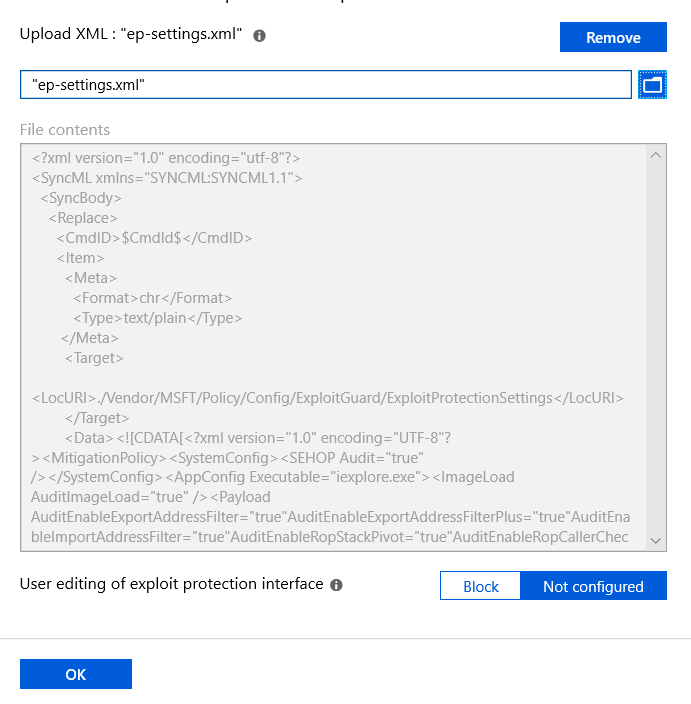 Upload XML : "ep-settings.xml"
Remove
"ep-settings.xml"
File contents
<?xml version="1.0" encoding="utf-8"?>
<SyncML xmlns="SYNCML:SYNCML1.1">
<SyncBody>
<Replace>
<CmdID>$CmdId$</CmdID>
<Item>
<Meta>
<Format>chr</Format>
<Type>text/plain</Type>
</Meta>
<Target>
<LocURI>./Vendor/MSFT/Policy/Config/ExploitGuard/ExploitProtectionSettings</LocURI>
</Target>
<Data><![CDATA[<?xml version="1.0" encoding="UTF-8"?
><MitigationPolicy><SystemConfig><SEHOP Audit="true"
/></SystemConfig><AppConfig Executable="iexplore.exe"><ImageLoad
AuditImageLoad="true" /><Payload
AuditEnableExportAddressFilter="true"AuditEnableExportAddressFilterPlus="true"AuditEna
bleImportAddressFilter="true"AuditEnableRopStackPivot="true"AuditEnableRopCallerChec
User editing of exploit protection interface
Block
Not configured
OK